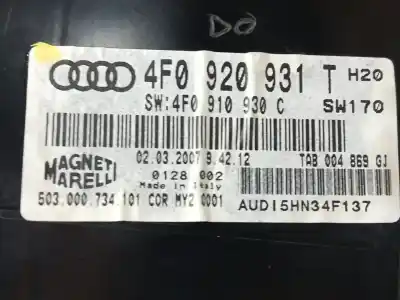 DO
4F0 920 931 T H20
SW:4F0 910 930 C SW170
02.03.2007 9.42.12 TAB 004 869 GJ
MAGNETI MARELLI
0128 002
Made in Italy
503.000.734.101 COR MY2 0001 AUDI5HN34F137